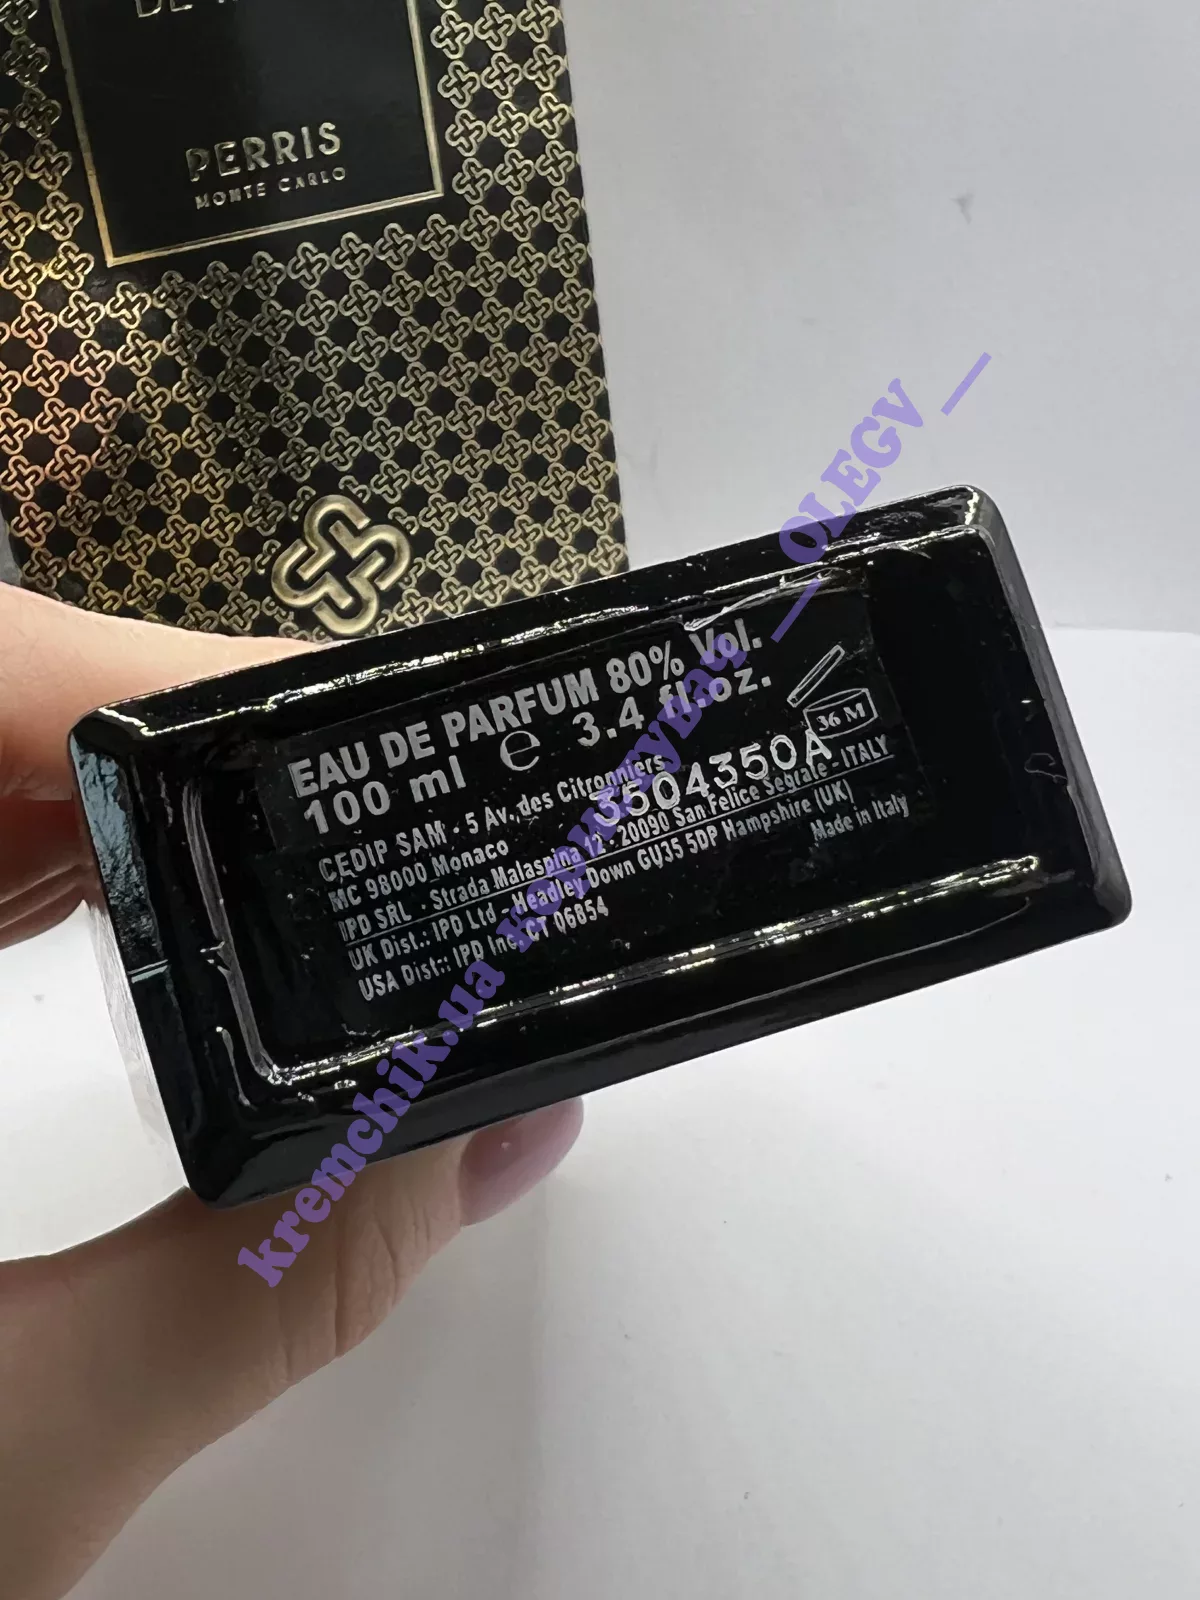 PERRIS
MONTE CARLO
EAU DE PARFUM 80% Vol.
100 ml e 3.4 fl.oz.
36 M
3504350A
CEDIP SAM - 5 Av. des Citronniers
MC 98000 Monaco
DPD SRL - Strada Malaspina 12 - 20090 San Felice Segrate - ITALY
UK Dist.: IPD Ltd - Headley Down GU35 5DP Hampshire (UK)
USA Dist.: IPD Inc. CT 06854
Made in Italy
kremchik.ua
__OLEGV__